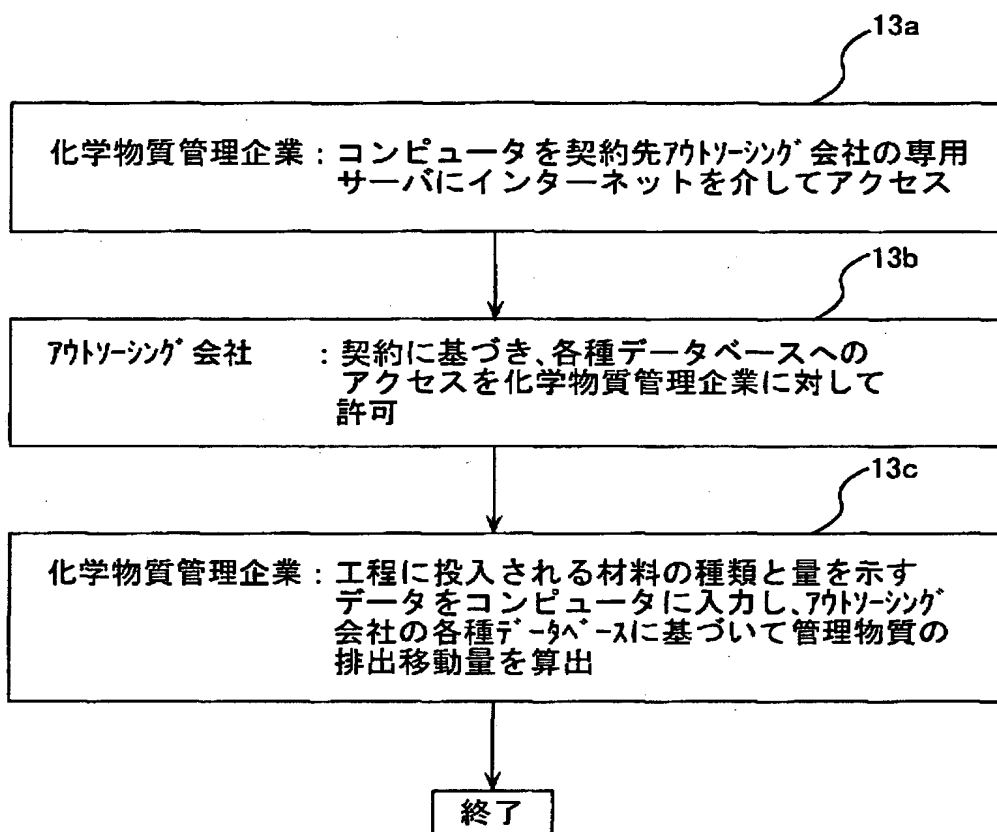 13a
化学物質管理企業：コンピュータを契約先ｱｳﾄｿｰｼﾝｸﾞ会社の専用
サーバにインターネットを介してアクセス
13b
ｱｳﾄｿｰｼﾝｸﾞ会社　：契約に基づき、各種データベースへの
アクセスを化学物質管理企業に対して
許可
13c
化学物質管理企業：工程に投入される材料の種類と量を示す
データをコンピュータに入力し、ｱｳﾄｿｰｼﾝｸﾞ
会社の各種ﾃﾞｰﾀﾍﾞｰｽに基づいて管理物質の
排出移動量を算出
終了